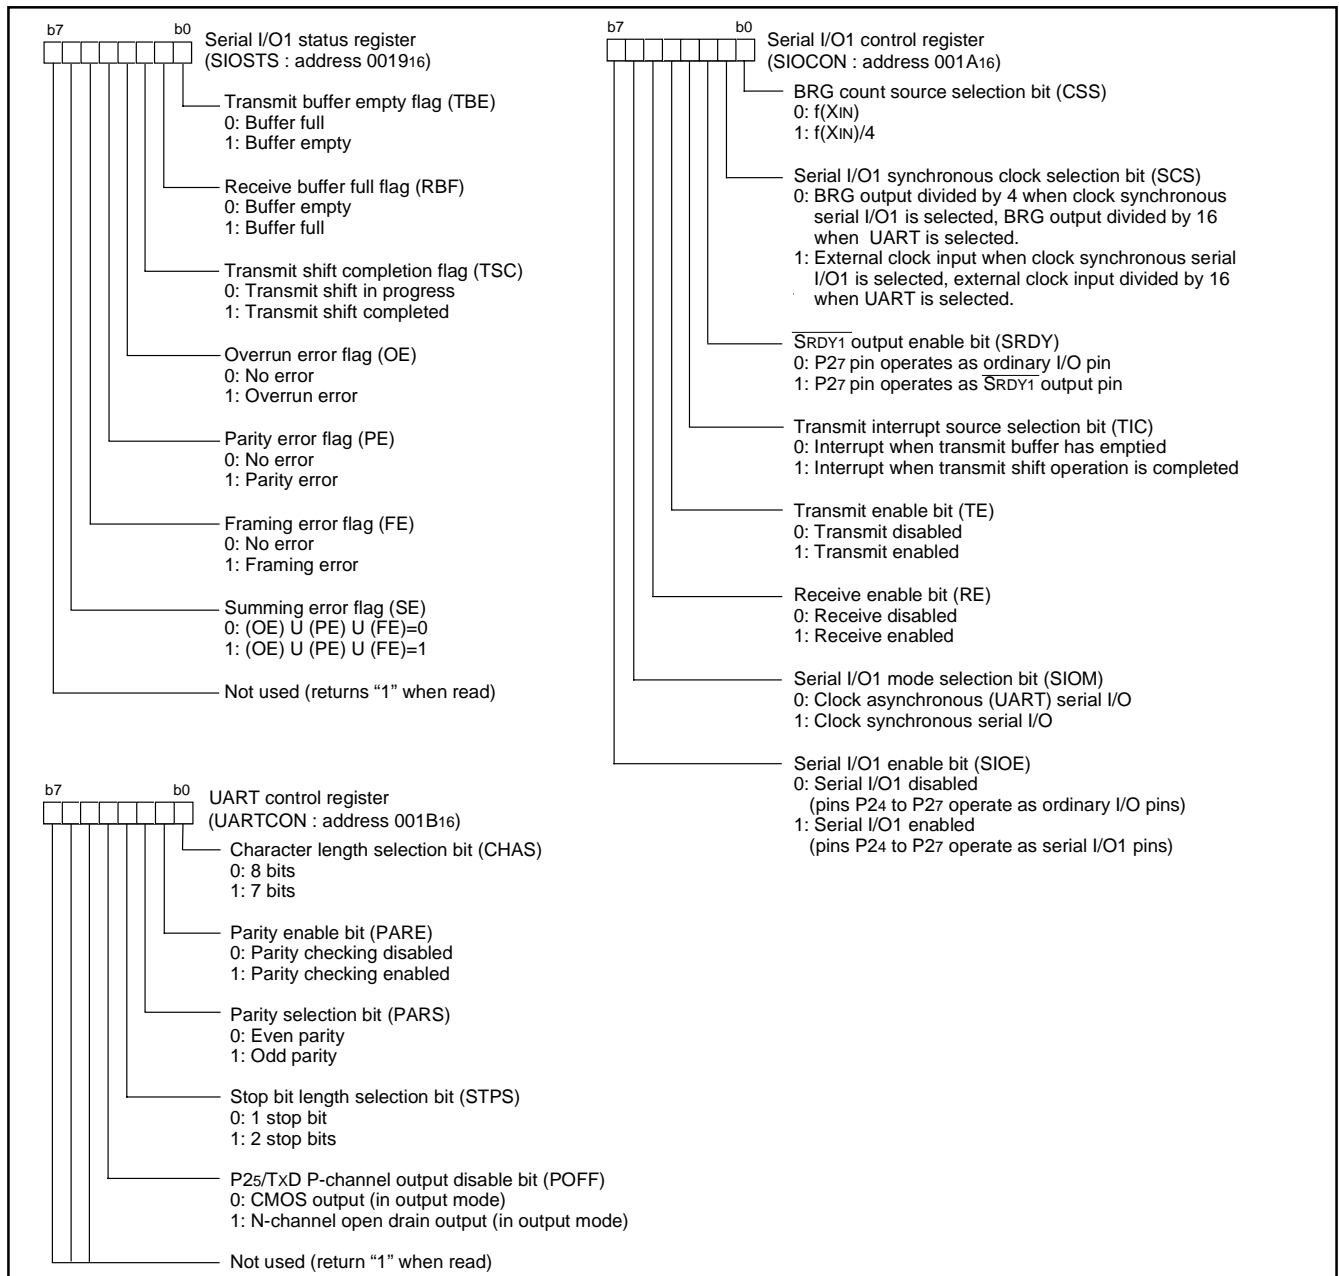 b7 b0 Serial I/O1 status register
(SIOSTS : address 001916)
Transmit buffer empty flag (TBE)
0: Buffer full
1: Buffer empty
Receive buffer full flag (RBF)
0: Buffer empty
1: Buffer full
Transmit shift completion flag (TSC)
0: Transmit shift in progress
1: Transmit shift completed
Overrun error flag (OE)
0: No error
1: Overrun error
Parity error flag (PE)
0: No error
1: Parity error
Framing error flag (FE)
0: No error
1: Framing error
Summing error flag (SE)
0: (OE) U (PE) U (FE)=0
1: (OE) U (PE) U (FE)=1
Not used (returns “1” when read)
b7 b0 UART control register
(UARTCON : address 001B16)
Character length selection bit (CHAS)
0: 8 bits
1: 7 bits
Parity enable bit (PARE)
0: Parity checking disabled
1: Parity checking enabled
Parity selection bit (PARS)
0: Even parity
1: Odd parity
Stop bit length selection bit (STPS)
0: 1 stop bit
1: 2 stop bits
P25/TXD P-channel output disable bit (POFF)
0: CMOS output (in output mode)
1: N-channel open drain output (in output mode)
Not used (return “1” when read)
b7 b0 Serial I/O1 control register
(SIOCON : address 001A16)
BRG count source selection bit (CSS)
0: f(XIN)
1: f(XIN)/4
Serial I/O1 synchronous clock selection bit (SCS)
0: BRG output divided by 4 when clock synchronous
serial I/O1 is selected, BRG output divided by 16
when UART is selected.
1: External clock input when clock synchronous serial
I/O1 is selected, external clock input divided by 16
when UART is selected.
SRDY1 output enable bit (SRDY)
0: P27 pin operates as ordinary I/O pin
1: P27 pin operates as SRDY1 output pin
Transmit interrupt source selection bit (TIC)
0: Interrupt when transmit buffer has emptied
1: Interrupt when transmit shift operation is completed
Transmit enable bit (TE)
0: Transmit disabled
1: Transmit enabled
Receive enable bit (RE)
0: Receive disabled
1: Receive enabled
Serial I/O1 mode selection bit (SIOM)
0: Clock asynchronous (UART) serial I/O
1: Clock synchronous serial I/O
Serial I/O1 enable bit (SIOE)
0: Serial I/O1 disabled
(pins P24 to P27 operate as ordinary I/O pins)
1: Serial I/O1 enabled
(pins P24 to P27 operate as serial I/O1 pins)